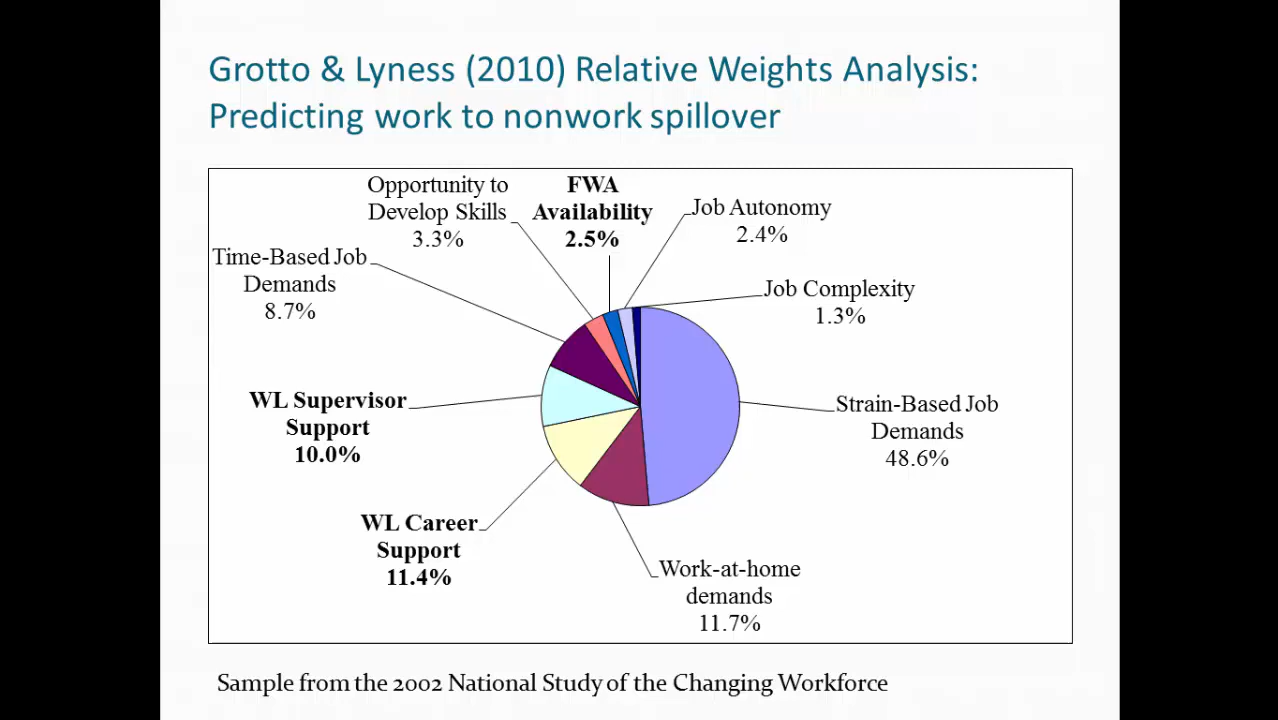 Grotto & Lyness (2010) Relative Weights Analysis:
Predicting work to nonwork spillover
Opportunity to
Develop Skills
3.3%
FWA
Availability
2.5%
Job Autonomy
2.4%
Time-Based Job
Demands
8.7%
Job Complexity
1.3%
WL Supervisor
Support
10.0%
Strain-Based Job
Demands
48.6%
WL Career
Support
11.4%
Work-at-home
demands
11.7%
Sample from the 2002 National Study of the Changing Workforce